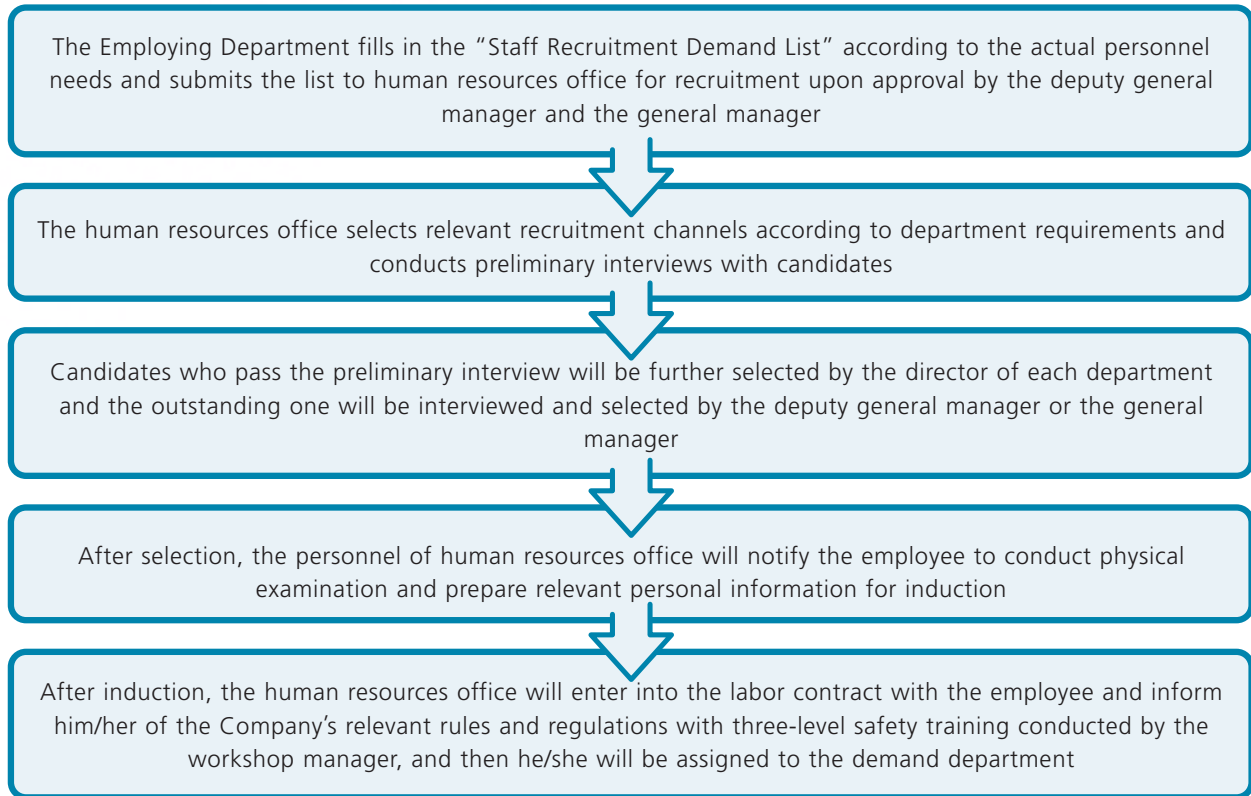 The Employing Department fills in the “Staff Recruitment Demand List” according to the actual personnel
needs and submits the list to human resources office for recruitment upon approval by the deputy general
manager and the general manager
The human resources office selects relevant recruitment channels according to department requirements and
conducts preliminary interviews with candidates
Candidates who pass the preliminary interview will be further selected by the director of each department
and the outstanding one will be interviewed and selected by the deputy general manager or the general
manager
After selection, the personnel of human resources office will notify the employee to conduct physical
examination and prepare relevant personal information for induction
After induction, the human resources office will enter into the labor contract with the employee and inform
him/her of the Company’s relevant rules and regulations with three-level safety training conducted by the
workshop manager, and then he/she will be assigned to the demand department